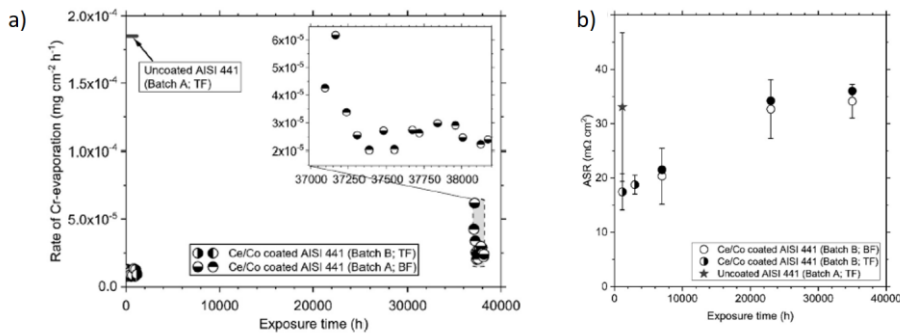 a)
Rate of Cr-evaporation (mg cm⁻² h⁻¹)
2.0x10⁻⁴
1.5x10⁻⁴
1.0x10⁻⁴
5.0x10⁻⁵
0.0
Uncoated AISI 441
(Batch A; TF)
6x10⁻⁵
5x10⁻⁵
4x10⁻⁵
3x10⁻⁵
2x10⁻⁵
37000 37250 37500 37750 38000
Ce/Co coated AISI 441 (Batch B; TF)
Ce/Co coated AISI 441 (Batch A; BF)
0 10000 20000 30000 40000 50000
Exposure time (h)
b)
ASR (mΩ cm²)
40
30
20
10
0
Ce/Co coated AISI 441 (Batch B; BF)
Ce/Co coated AISI 441 (Batch B; TF)
Uncoated AISI 441 (Batch A; TF)
0 10000 20000 30000 40000
Exposure time (h)